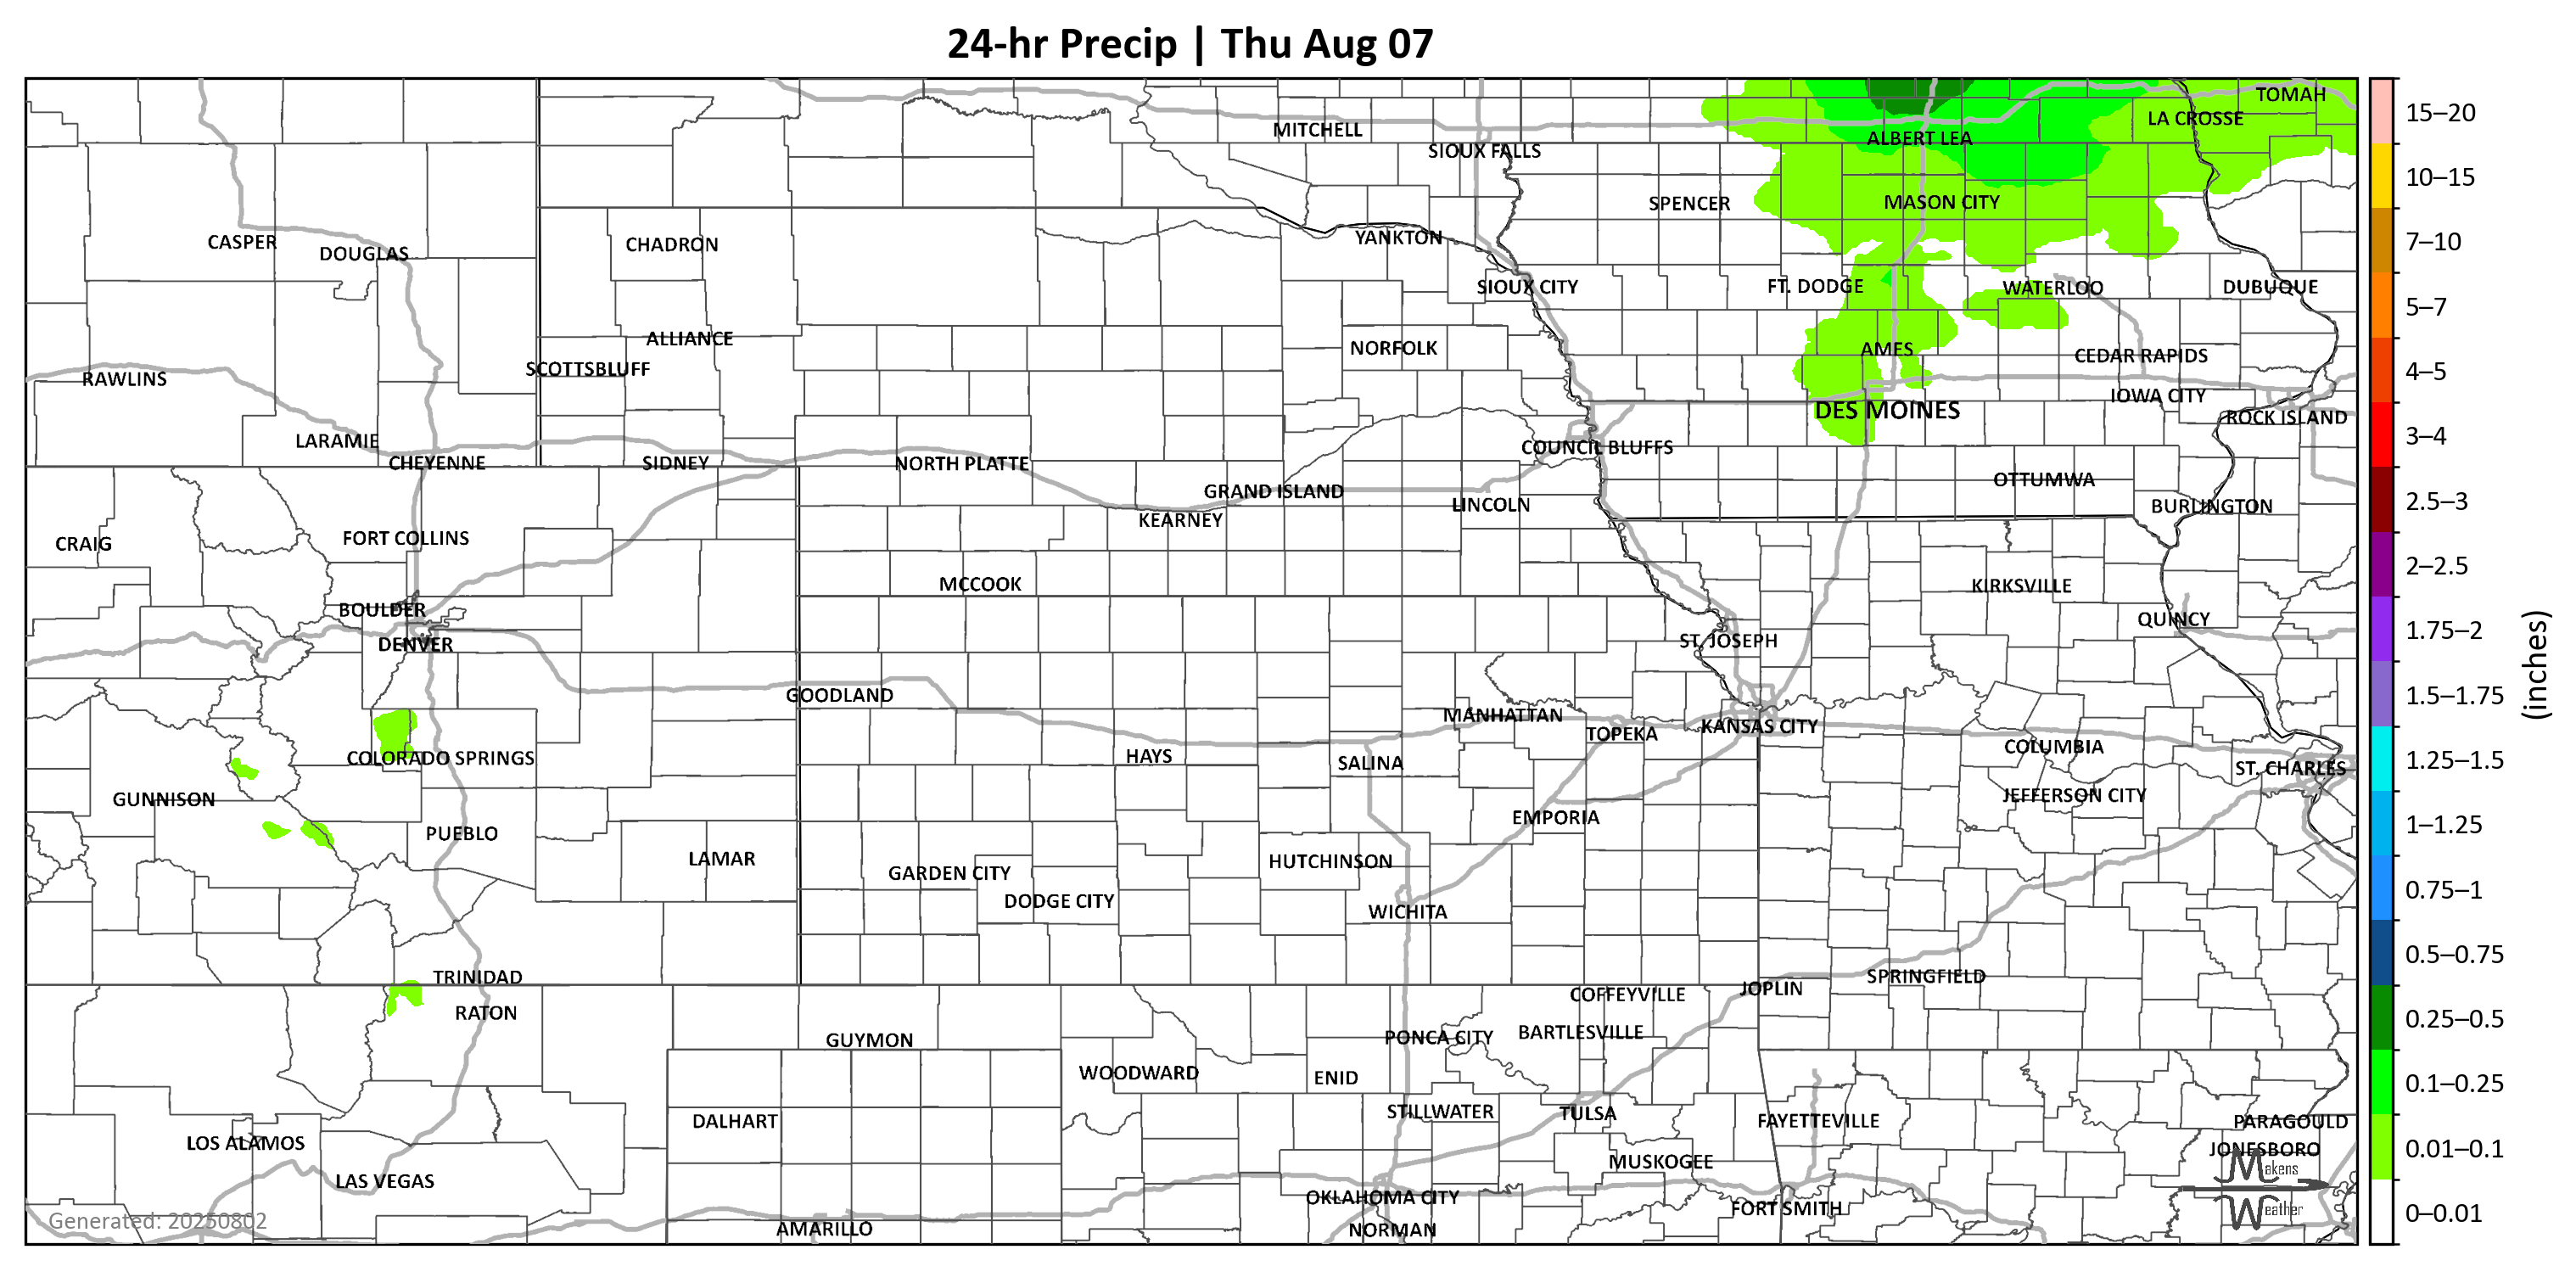 24-hr Precip | Thu Aug 07
TOMAH
LA CROSSE
MITCHELL
ALBERT LEA
SIOUX FALLS
SPENCER
MASON CITY
YANKTON
CASPER
CHADRON
DOUGLAS
SIOUX CITY
FT. DODGE
WATERLOO
DUBUQUE
ALLIANCE
NORFOLK
AMES
CEDAR RAPIDS
SCOTTSBLUFF
RAWLINS
IOWA CITY
DES MOINES
ROCK ISLAND
LARAMIE
COUNCIL BLUFFS
CHEYENNE
SIDNEY
NORTH PLATTE
OTTUMWA
GRAND ISLAND
LINCOLN
BURLINGTON
KEARNEY
FORT COLLINS
CRAIG
MCCOOK
KIRKSVILLE
BOULDER
QUINCY
DENVER
ST. JOSEPH
GOODLAND
MANHATTAN
KANSAS CITY
TOPEKA
COLUMBIA
COLORADO SPRINGS
HAYS
SALINA
ST. CHARLES
GUNNISON
JEFFERSON CITY
EMPORIA
PUEBLO
LAMAR
HUTCHINSON
GARDEN CITY
DODGE CITY
WICHITA
TRINIDAD
SPRINGFIELD
JOPLIN
COFFEYVILLE
RATON
BARTLESVILLE
PONCA CITY
GUYMON
WOODWARD
ENID
STILLWATER
TULSA
DALHART
FAYETTEVILLE
PARAGOULD
LOS ALAMOS
JONESBORO
MUSKOGEE
LAS VEGAS
OKLAHOMA CITY
FORT SMITH
AMARILLO
NORMAN
Generated: 20250802
Makens
Weather
15–20
10–15
7–10
5–7
4–5
3–4
2.5–3
2–2.5
1.75–2
1.5–1.75
1.25–1.5
1–1.25
0.75–1
0.5–0.75
0.25–0.5
0.1–0.25
0.01–0.1
0–0.01
(inches)